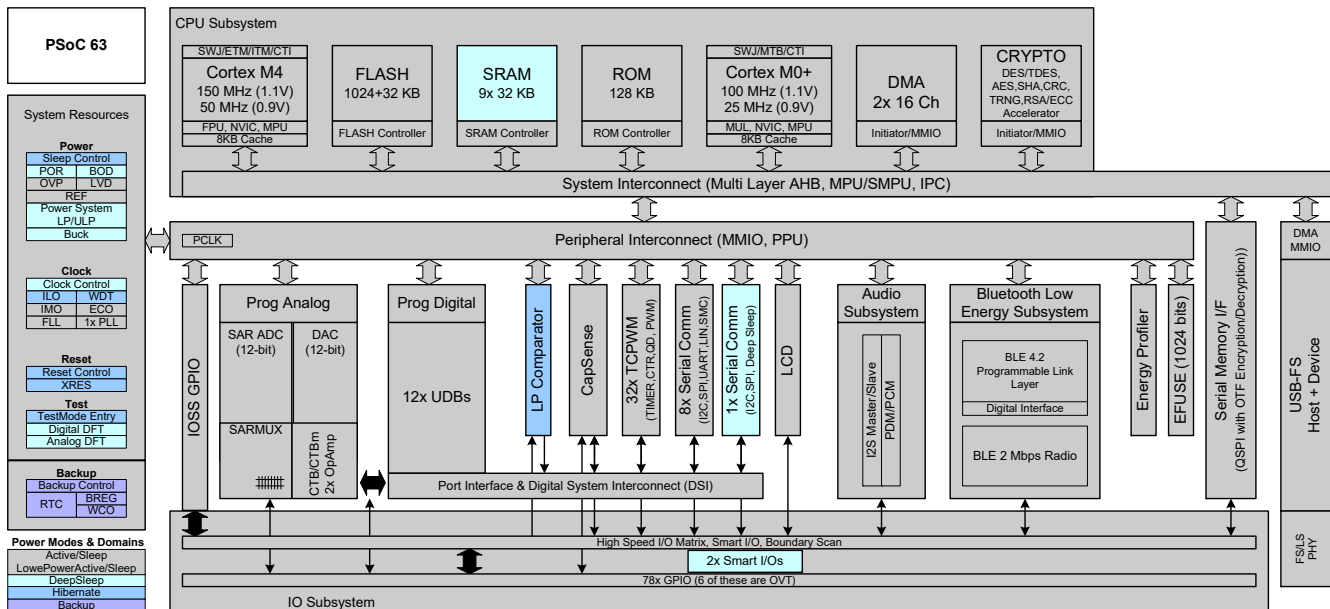 PSoC 63
System Resources
Power
Sleep Control
POR
BOD
OVP
LVD
REF
Power System
LP/ULP
Buck
Clock
Clock Control
ILO
WDT
IMO
ECO
FLL
1x PLL
Reset
Reset Control
XRES
Test
TestMode Entry
Digital DFT
Analog DFT
Backup
Backup Control
RTC
BREG
WCO
Power Modes & Domains
Active/Sleep
LowePowerActive/Sleep
DeepSleep
Hibernate
Backup
CPU Subsystem
SWJ/ETM/ITM/CTI
Cortex M4
150 MHz (1.1V)
50 MHz (0.9V)
FPU, NVIC, MPU
8KB Cache
FLASH
1024+32 KB
FLASH Controller
SRAM
9x 32 KB
SRAM Controller
ROM
128 KB
ROM Controller
SWJ/MTB/CTI
Cortex M0+
100 MHz (1.1V)
25 MHz (0.9V)
MUL, NVIC, MPU
8KB Cache
DMA
2x 16 Ch
Initiator/MMIO
CRYPTO
DES/TDES,
AES,SHA,CRC,
TRNG,RSA/ECC
Accelerator
Initiator/MMIO
System Interconnect (Multi Layer AHB, MPU/SMPU, IPC)
PCLK
Peripheral Interconnect (MMIO, PPU)
IOSS GPIO
Prog Analog
SAR ADC
(12-bit)
DAC
(12-bit)
SARMUX
CTB/CTBm
2x OpAmp
Prog Digital
12x UDBs
LP Comparator
CapSense
32x TCPWM
(TIMER,CTR,QD, PWM)
8x Serial Comm
(I2C,SPI,UART,LIN,SMC)
1x Serial Comm
(I2C,SPI, Deep Sleep)
LCD
Port Interface & Digital System Interconnect (DSI)
Audio
Subsystem
I2S Master/Slave
PDM/PCM
Bluetooth Low
Energy Subsystem
BLE 4.2
Programmable Link
Layer
Digital Interface
BLE 2 Mbps Radio
Energy Profiler
EFUSE (1024 bits)
Serial Memory I/F
(QSPI with OTF Encryption/Decryption))
DMA
MMIO
USB-FS
Host + Device
FS/LS
PHY
High Speed I/O Matrix, Smart I/O, Boundary Scan
2x Smart I/Os
78x GPIO (6 of these are OVT)
IO Subsystem